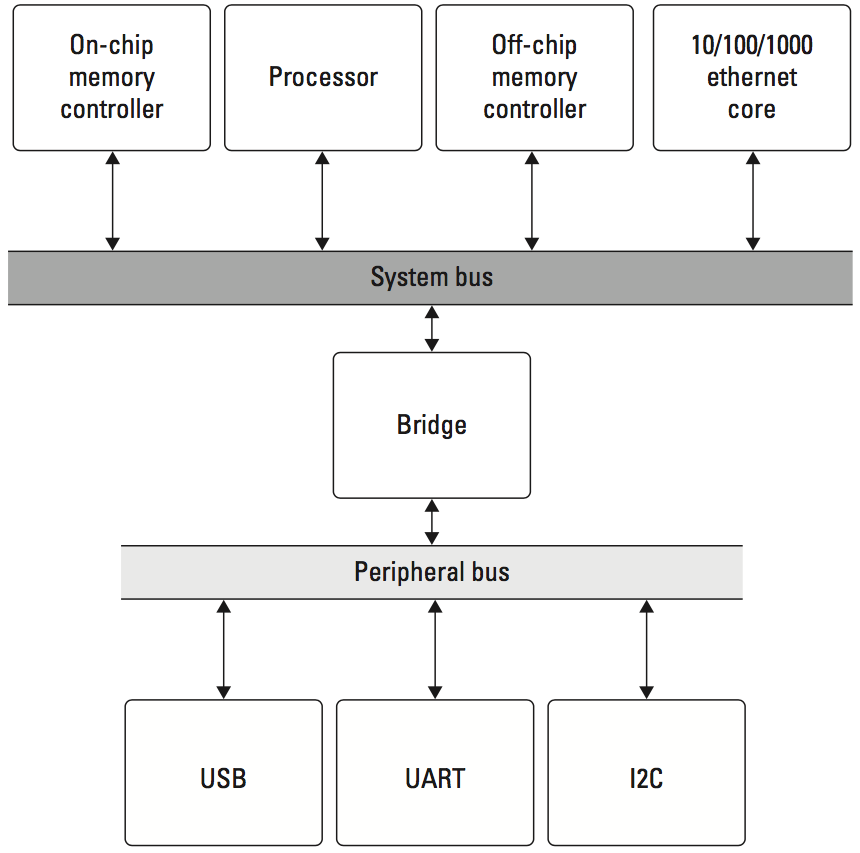 On-chip
memory
controller
Processor
Off-chip
memory
controller
10/100/1000
ethernet
core
System bus
Bridge
Peripheral bus
USB
UART
I2C